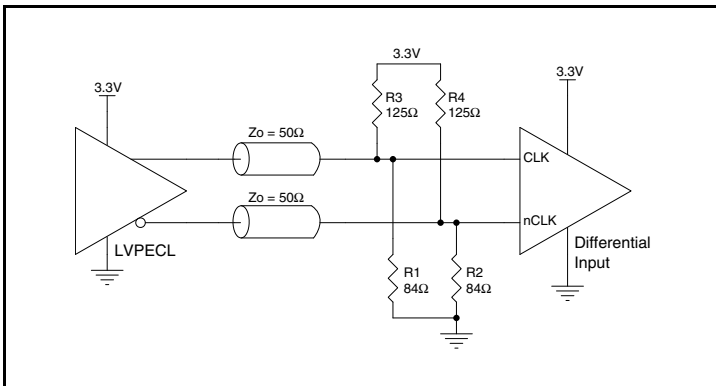 3.3V
3.3V
3.3V
R3
125Ω
R4
125Ω
Zo = 50Ω
CLK
Zo = 50Ω
nCLK
LVPECL
Differential
Input
R1
84Ω
R2
84Ω